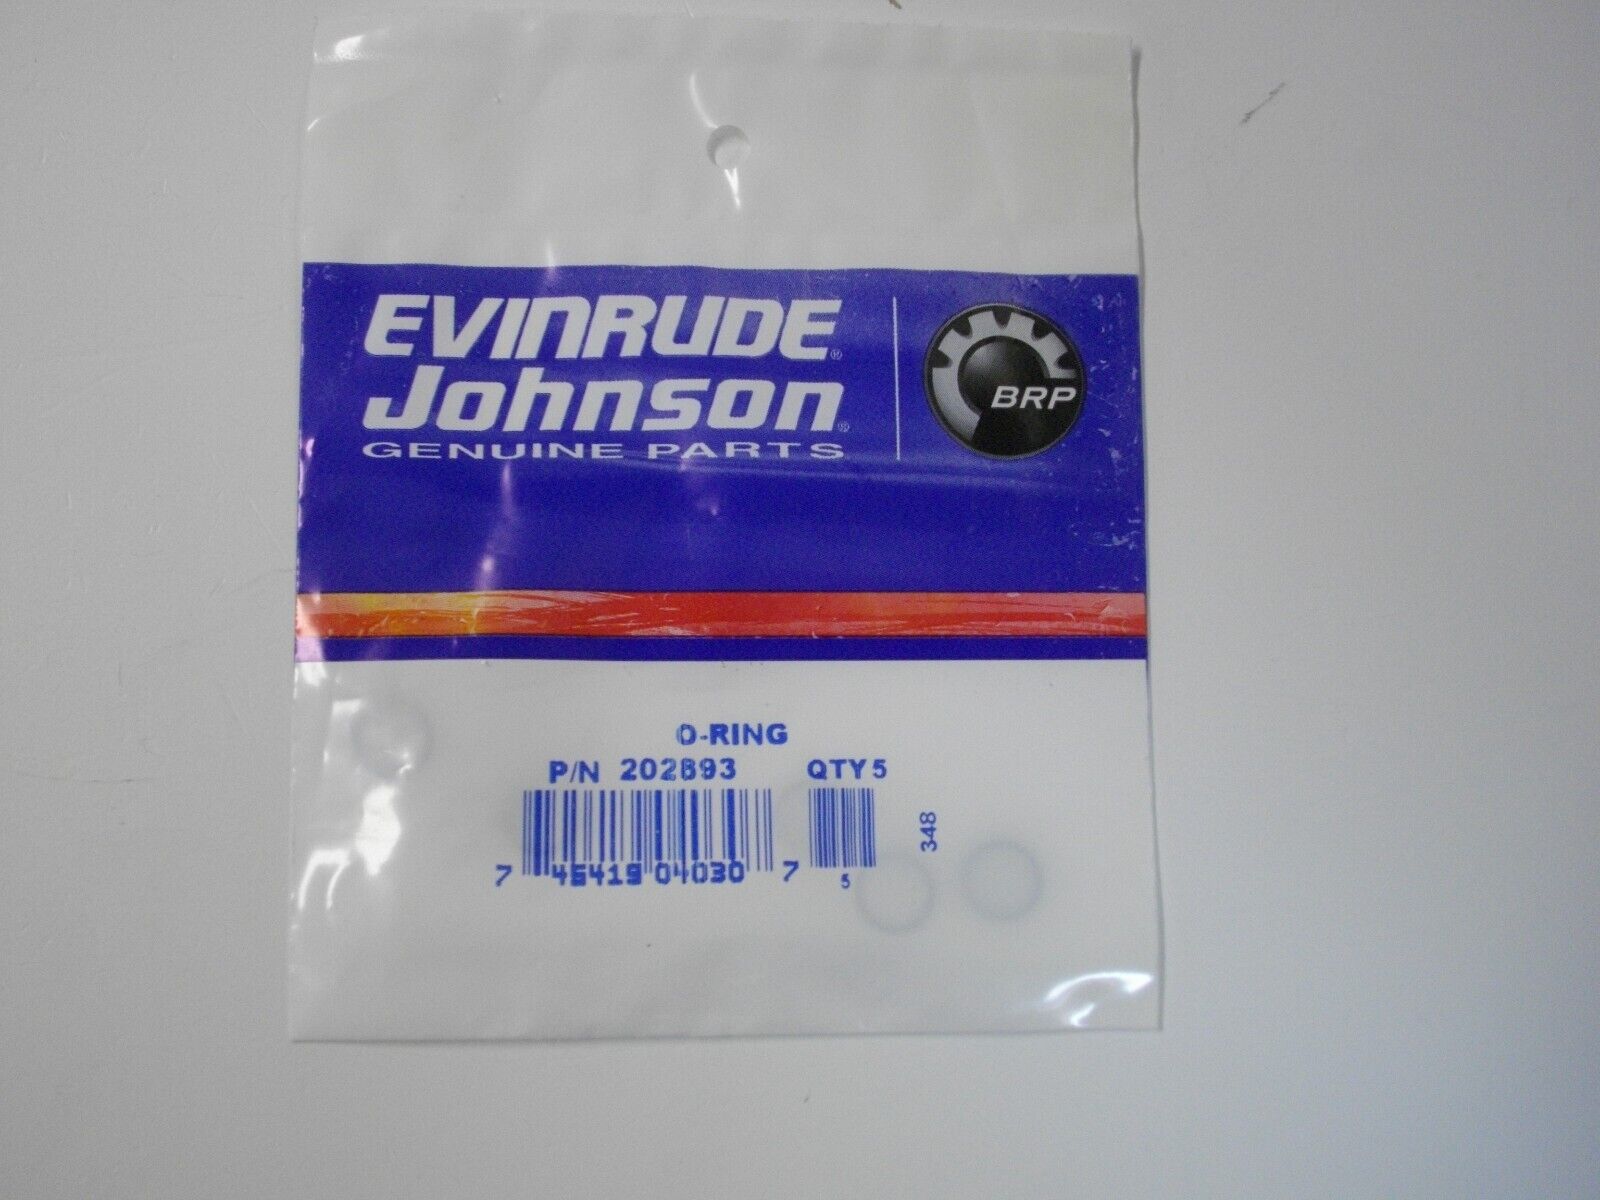 EVINRUDE®
Johnson®
GENUINE PARTS
BRP
O-RING
P/N 202893 QTY 5
7 45419 04030 7 5
348